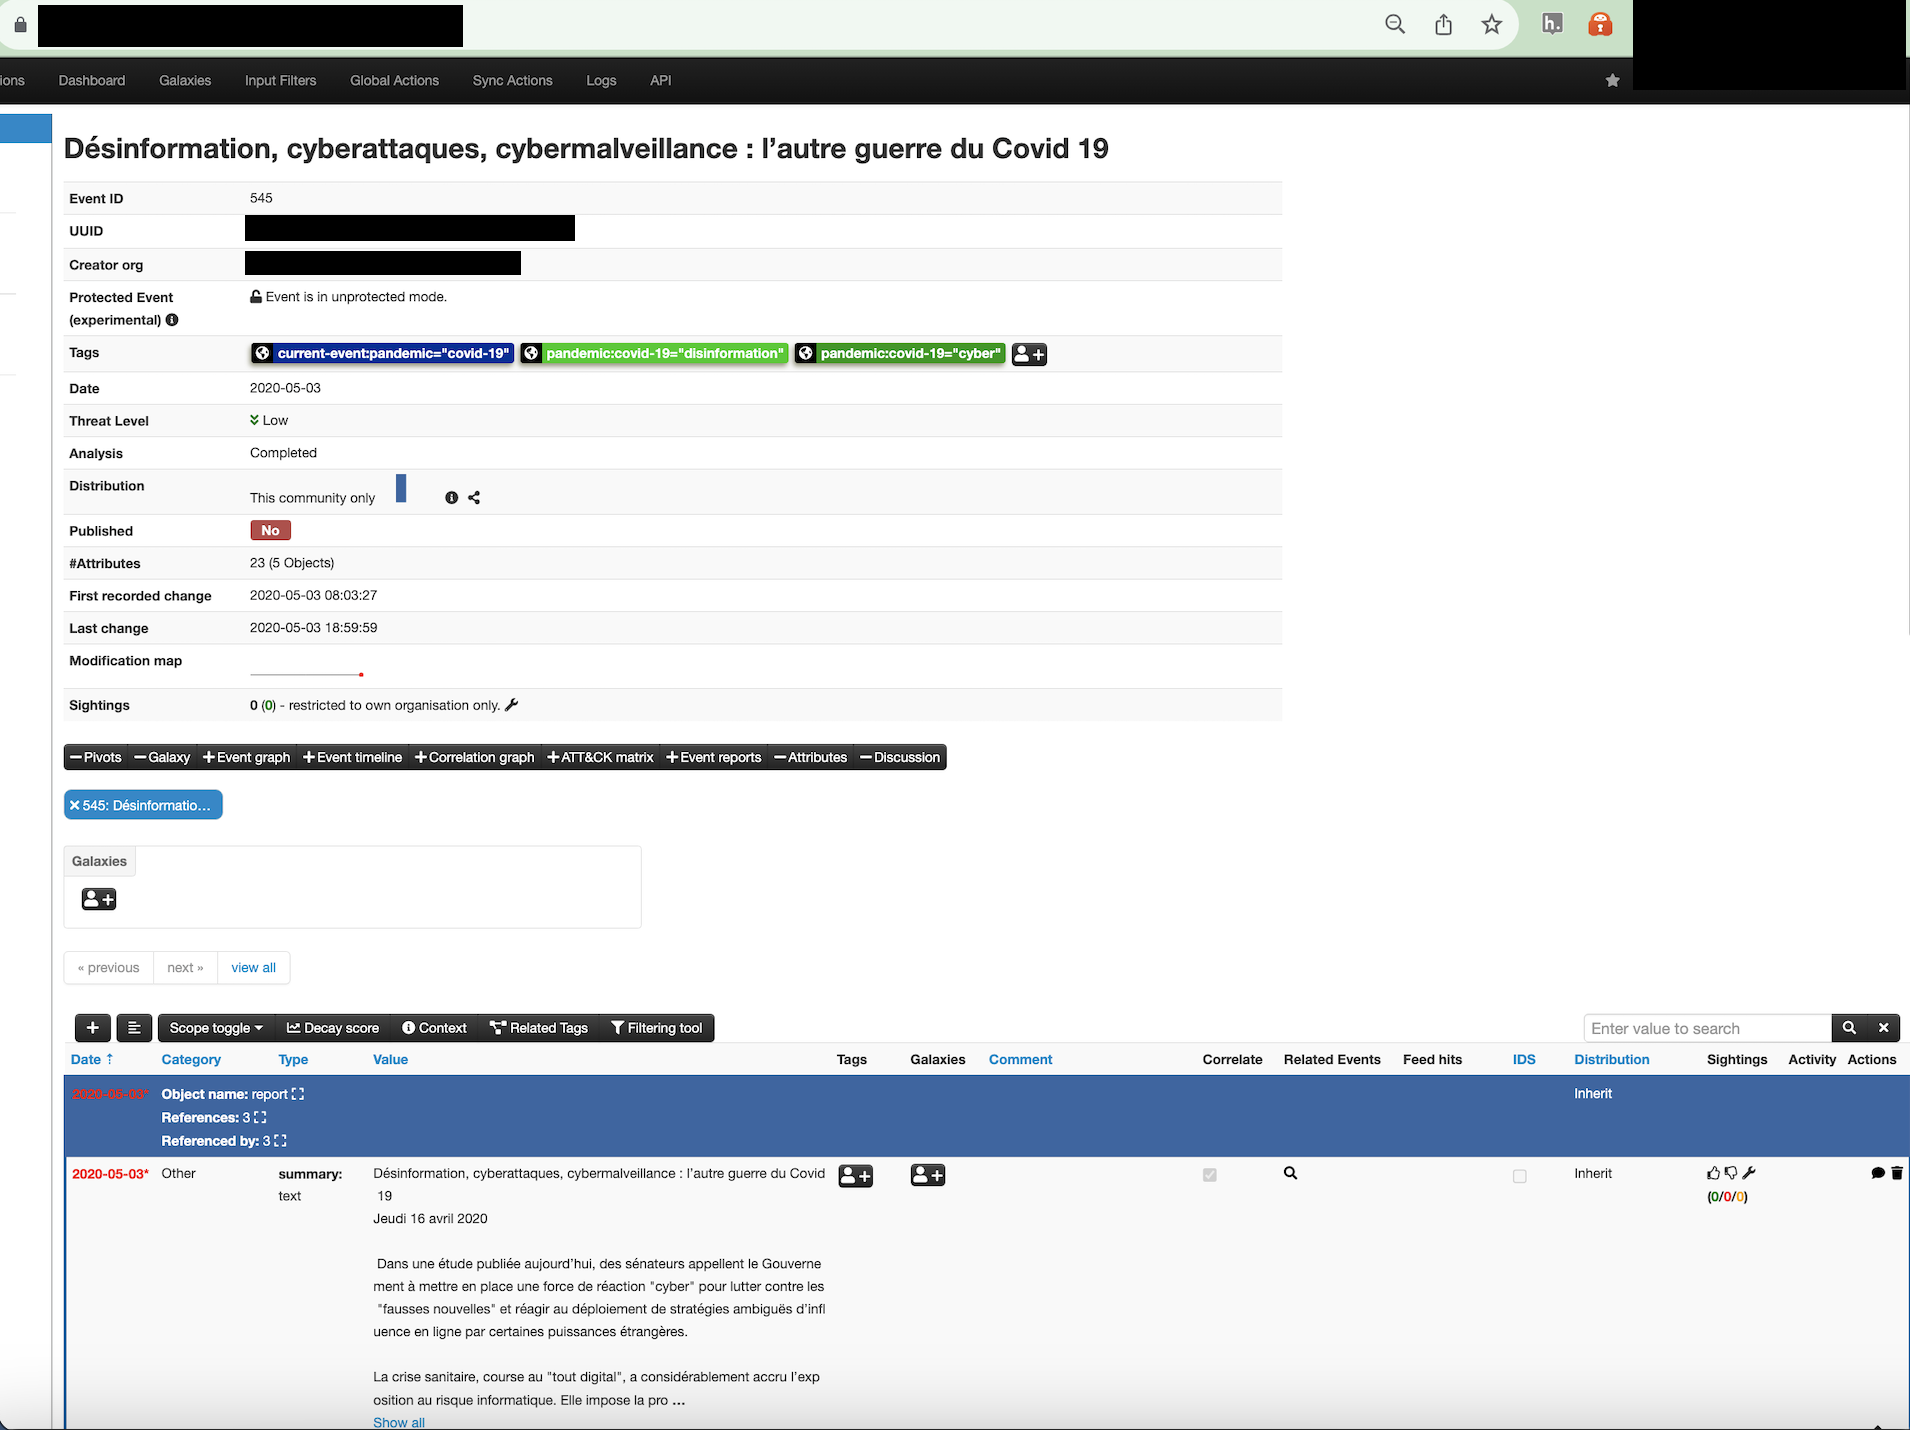 ions Dashboard Galaxies Input Filters Global Actions Sync Actions Logs API
Désinformation, cyberattaques, cybermalveillance : l’autre guerre du Covid 19
Event ID 545
UUID
Creator org
Protected Event Event is in unprotected mode.
(experimental)
Tags current-event:pandemic="covid-19" pandemic:covid-19="disinformation" pandemic:covid-19="cyber"
Date 2020-05-03
Threat Level Low
Analysis Completed
Distribution This community only
Published No
#Attributes 23 (5 Objects)
First recorded change 2020-05-03 08:03:27
Last change 2020-05-03 18:59:59
Modification map
Sightings 0 (0) - restricted to own organisation only.
Pivots Galaxy Event graph Event timeline Correlation graph ATT&CK matrix Event reports Attributes Discussion
545: Désinformatio…
Galaxies
« previous next » view all
Scope toggle Decay score Context Related Tags Filtering tool Enter value to search
Date ↑ Category Type Value Tags Galaxies Comment Correlate Related Events Feed hits IDS Distribution Sightings Activity Actions
2020-05-03* Object name: report Inherit
References: 3
Referenced by: 3
2020-05-03* Other summary: Désinformation, cyberattaques, cybermalveillance : l’autre guerre du Covid Inherit
text 19 (0/0/0)
Jeudi 16 avril 2020
Dans une étude publiée aujourd’hui, des sénateurs appellent le Gouverne
ment à mettre en place une force de réaction "cyber" pour lutter contre les
"fausses nouvelles" et réagir au déploiement de stratégies ambiguës d’infl
uence en ligne par certaines puissances étrangères.
La crise sanitaire, course au "tout digital", a considérablement accru l’exp
osition au risque informatique. Elle impose la pro ...
Show all